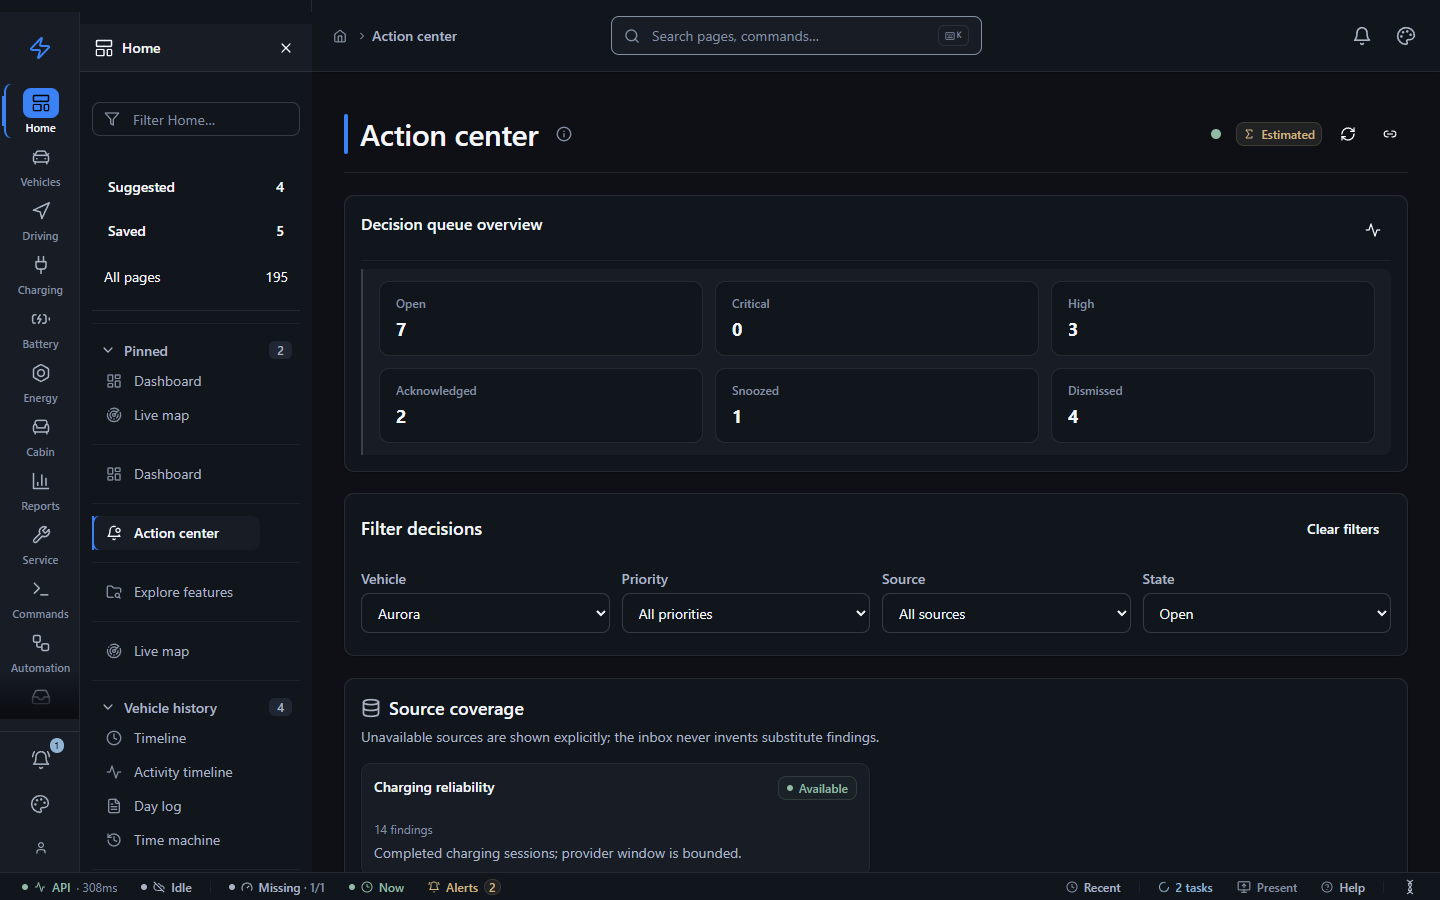 Home
Vehicles
Driving
Charging
Battery
Energy
Cabin
Reports
Service
Commands
Automation
1
Home
Filter Home...
Suggested 4
Saved 5
All pages 195
Pinned 2
Dashboard
Live map
Dashboard
Action center
Explore features
Live map
Vehicle history 4
Timeline
Activity timeline
Day log
Time machine
Action center
Search pages, commands... K
Action center
Estimated
Decision queue overview
Open
7
Critical
0
High
3
Acknowledged
2
Snoozed
1
Dismissed
4
Filter decisions
Clear filters
Vehicle
Aurora
Priority
All priorities
Source
All sources
State
Open
Source coverage
Unavailable sources are shown explicitly; the inbox never invents substitute findings.
Charging reliability
Available
14 findings
Completed charging sessions; provider window is bounded.
API · 308ms
Idle
Missing · 1/1
Now
Alerts 2
Recent
2 tasks
Present
Help